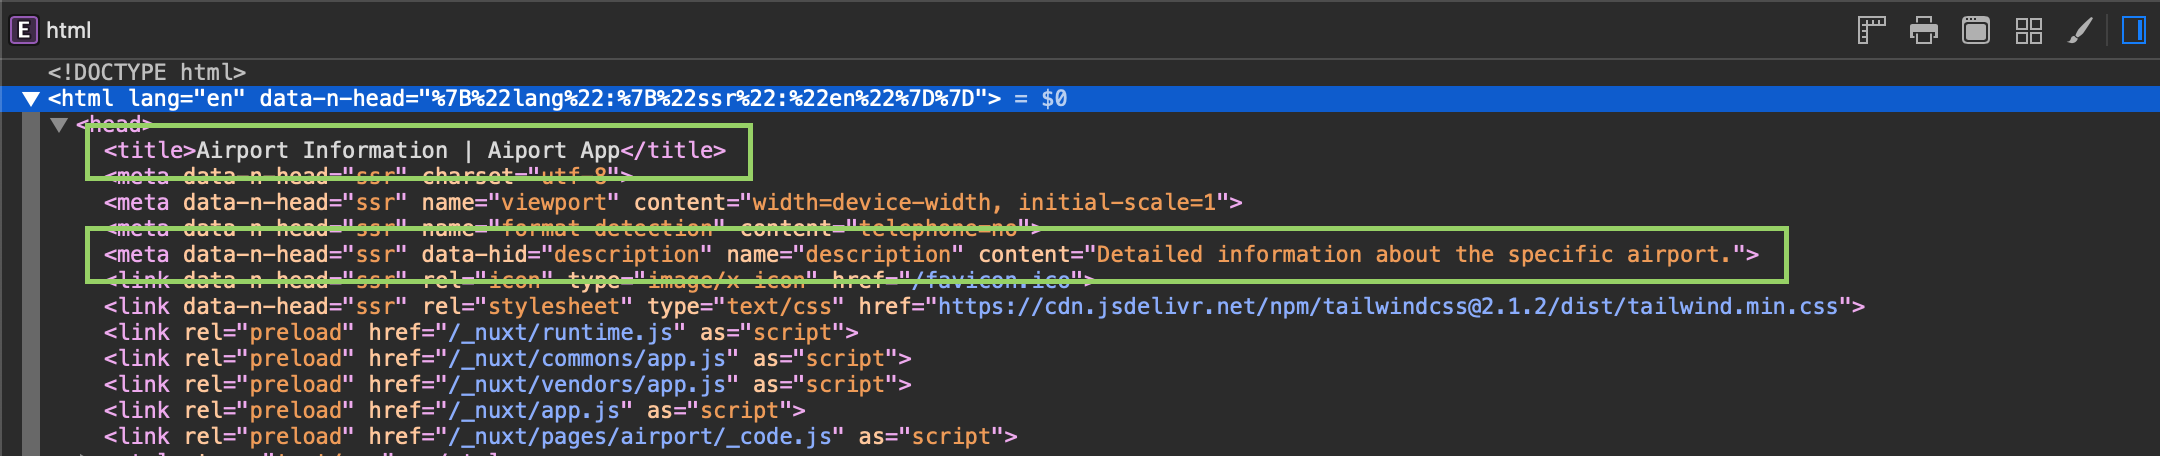 E html
<!DOCTYPE html>
<html lang="en" data-n-head="%7B%22lang%22:%7B%22ssr%22:%22en%22%7D%7D"> = $0
<head>
<title>Airport Information | Aiport App</title>
<meta data-n-head="ssr" charset="utf-8">
<meta data-n-head="ssr" name="viewport" content="width=device-width, initial-scale=1">
<meta data-n-head="ssr" name="format-detection" content="telephone=no">
<meta data-n-head="ssr" data-hid="description" name="description" content="Detailed information about the specific airport.">
<link data-n-head="ssr" rel="icon" type="image/x-icon" href="/favicon.ico">
<link data-n-head="ssr" rel="stylesheet" type="text/css" href="https://cdn.jsdelivr.net/npm/tailwindcss@2.1.2/dist/tailwind.min.css">
<link rel="preload" href="/_nuxt/runtime.js" as="script">
<link rel="preload" href="/_nuxt/commons/app.js" as="script">
<link rel="preload" href="/_nuxt/vendors/app.js" as="script">
<link rel="preload" href="/_nuxt/app.js" as="script">
<link rel="preload" href="/_nuxt/pages/airport/_code.js" as="script">